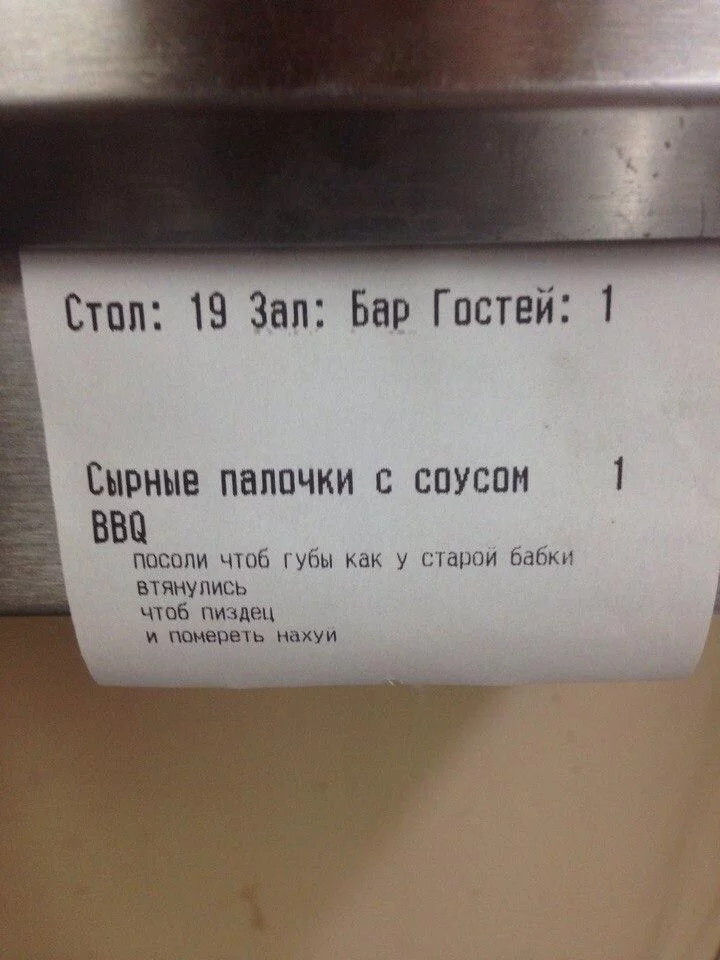 Стол: 19 Зал: Бар Гостей: 1
Сырные палочки с соусом 1
BBQ
посоли чтоб губы как у старой бабки
втянулись
чтоб пиздец
и помереть нахуй